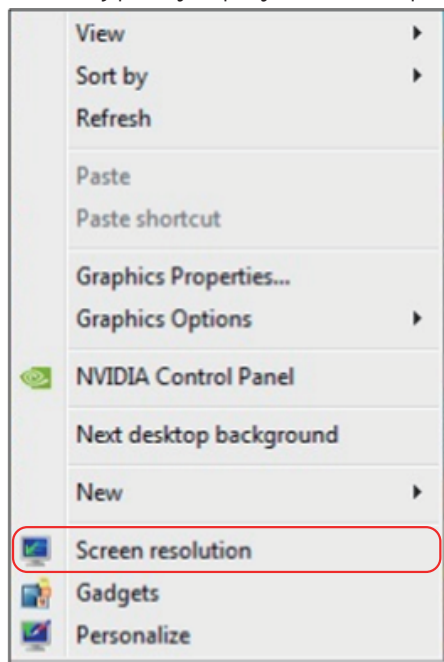 View
Sort by
Refresh
Paste
Paste shortcut
Graphics Properties...
Graphics Options
NVIDIA Control Panel
Next desktop background
New
Screen resolution
Gadgets
Personalize